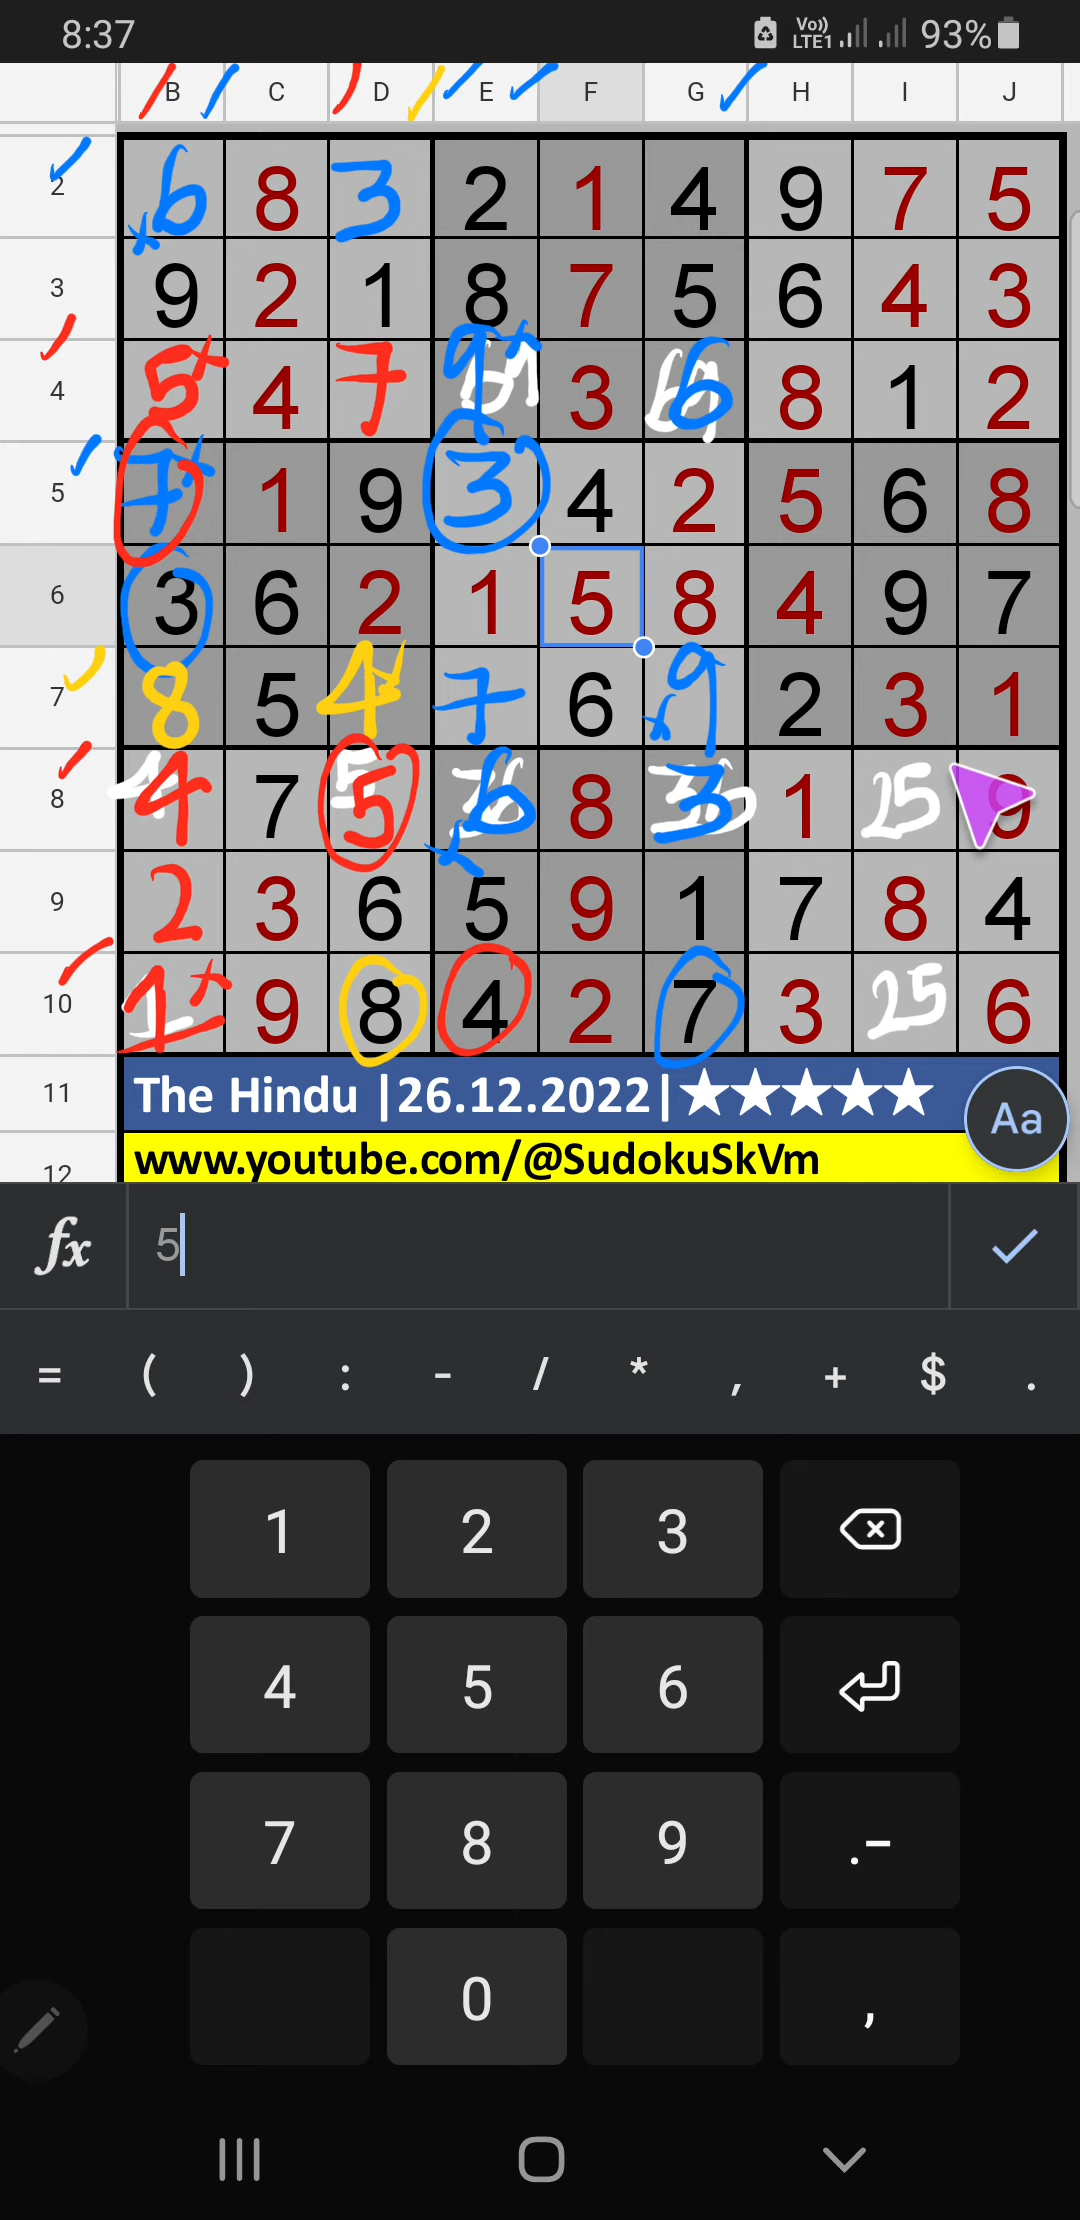 8:37 Vo)) LTE1 93%
B C D E F G H I J
2 6 8 3 2 1 4 9 7 5
3 9 2 1 8 7 5 6 4 3
4 5 4 7 9 3 6 8 1 2
5 7 1 9 3 4 2 5 6 8
6 3 6 2 1 5 8 4 9 7
7 8 5 4 7 6 9 2 3 1
8 4 7 5 6 8 3 1 25 9
9 2 3 6 5 9 1 7 8 4
10 1 9 8 4 2 7 3 25 6
11 The Hindu |26.12.2022|★★★★★
Aa
12 www.youtube.com/@SudokuSkVm
fx 5
= ( ) : - / * , + $ .
1 2 3
4 5 6
7 8 9 .-
0 ,